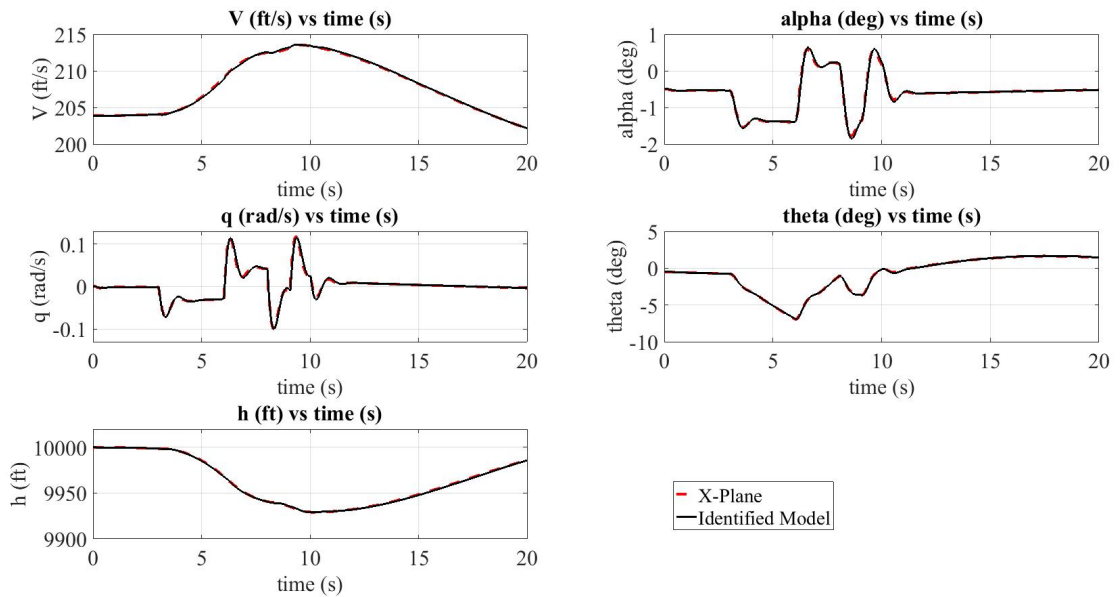 V (ft/s) vs time (s)
215
210
205
200
V (ft/s)
0 5 10 15 20
time (s)
alpha (deg) vs time (s)
1
0
-1
-2
alpha (deg)
0 5 10 15 20
time (s)
q (rad/s) vs time (s)
0.1
0
-0.1
q (rad/s)
0 5 10 15 20
time (s)
theta (deg) vs time (s)
5
0
-5
-10
theta (deg)
0 5 10 15 20
time (s)
h (ft) vs time (s)
10000
9950
9900
h (ft)
0 5 10 15 20
time (s)
X-Plane
Identified Model